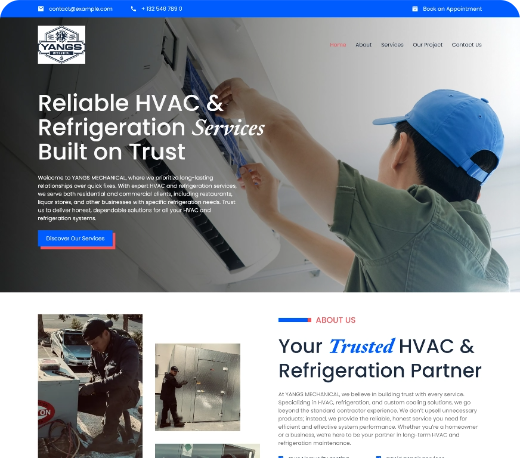 contact@example.com
Book an Appointment
YANGS
Home About Services Our Project Contact Us
Reliable HVAC &
Refrigeration Services
Built on Trust
Welcome to YANGS MECHANICAL where we prioritize long-lasting
relationships over quick fixes. With expert HVAC and refrigeration services,
we serve both residential and commercial clients, including restaurants,
liquor stores, and other businesses with specific refrigeration needs. Trust
us to deliver honest, dependable solutions for all your HVAC and
refrigeration systems.
Discover Our Services
ABOUT US
Your Trusted HVAC &
Refrigeration Partner
At YANGS MECHANICAL, we believe in building trust with every service.
Specializing in HVAC, refrigeration, and custom cooling solutions, we go
beyond the standard contractor experience. We don't upsell unnecessary
products; instead, we provide the reliable, honest service you need for
efficient and effective system performance. Whether you're a homeowner
or a business, we're here to be your partner in long-term HVAC and
refrigeration maintenance.